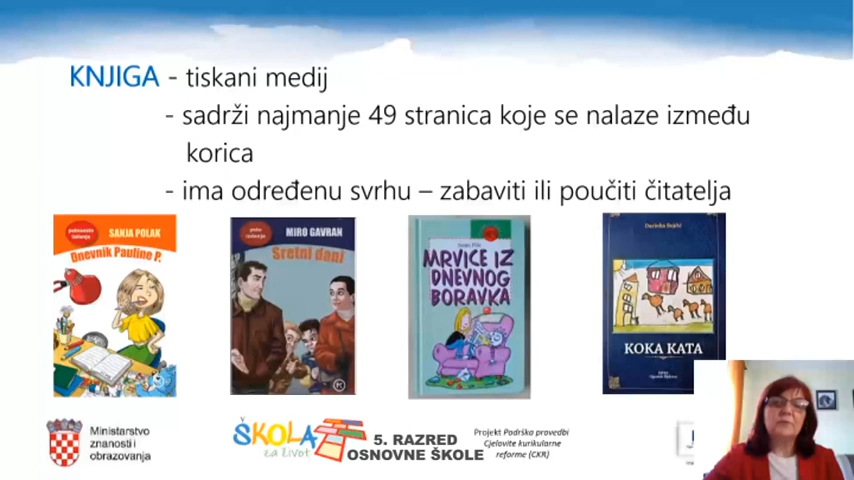 KNJIGA - tiskani medij
- sadrži najmanje 49 stranica koje se nalaze između
korica
- ima određenu svrhu – zabaviti ili poučiti čitatelja
SANJA POLAK
Dnevnik Pauline P.
MIRO GAVRAN
Sretni dani
MRVICE IZ
DNEVNOG
BORAVKA
KOKA KATA
Ministarstvo
znanosti i
obrazovanja
ŠKOLA
za život
5. RAZRED
OSNOVNE ŠKOLE
Projekt Podrška provedbi
Cjelovite kurikularne
reforme (CKR)